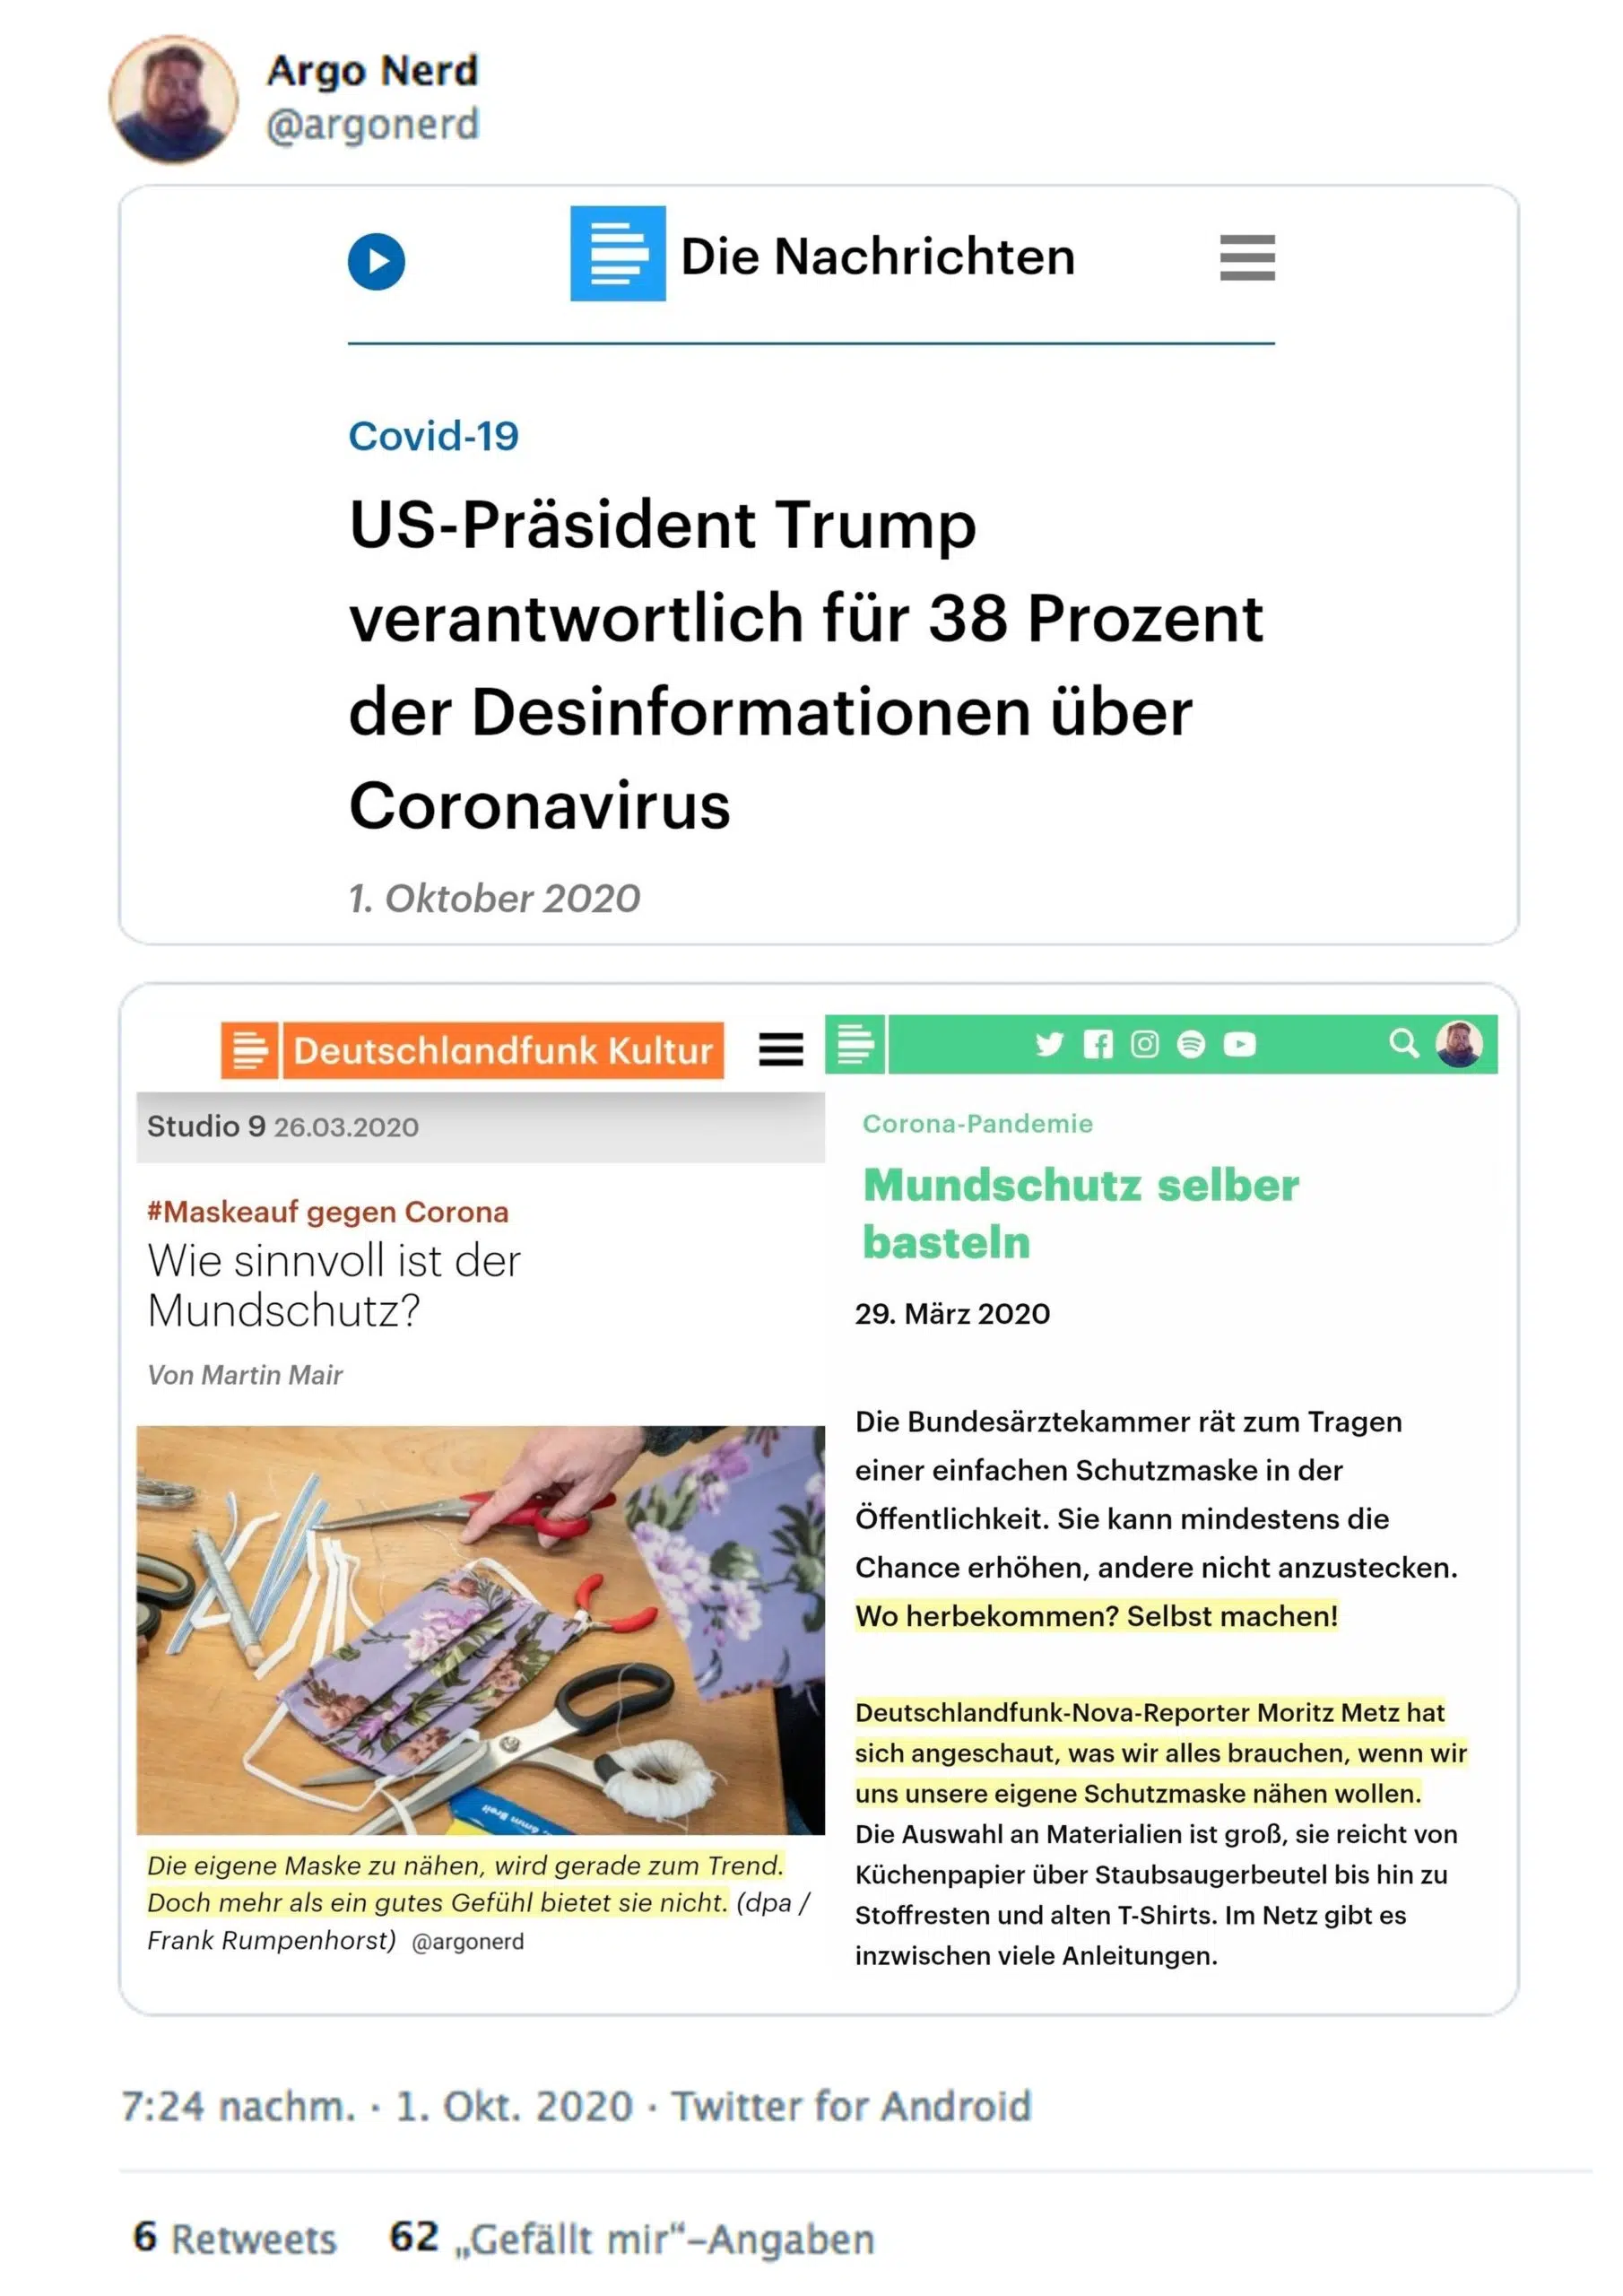 Argo Nerd
@argonerd
Die Nachrichten
Covid-19
US-Präsident Trump
verantwortlich für 38 Prozent
der Desinformationen über
Coronavirus
1. Oktober 2020
Deutschlandfunk Kultur
Studio 9 26.03.2020
#Maskeauf gegen Corona
Wie sinnvoll ist der
Mundschutz?
Von Martin Mair
6mm Breit
Die eigene Maske zu nähen, wird gerade zum Trend.
Doch mehr als ein gutes Gefühl bietet sie nicht. (dpa /
Frank Rumpenhorst) @argonerd
Corona-Pandemie
Mundschutz selber
basteln
29. März 2020
Die Bundesärztekammer rät zum Tragen
einer einfachen Schutzmaske in der
Öffentlichkeit. Sie kann mindestens die
Chance erhöhen, andere nicht anzustecken.
Wo herbekommen? Selbst machen!
Deutschlandfunk-Nova-Reporter Moritz Metz hat
sich angeschaut, was wir alles brauchen, wenn wir
uns unsere eigene Schutzmaske nähen wollen.
Die Auswahl an Materialien ist groß, sie reicht von
Küchenpapier über Staubsaugerbeutel bis hin zu
Stoffresten und alten T-Shirts. Im Netz gibt es
inzwischen viele Anleitungen.
7:24 nachm. · 1. Okt. 2020 · Twitter for Android
6 Retweets 62 „Gefällt mir“-Angaben